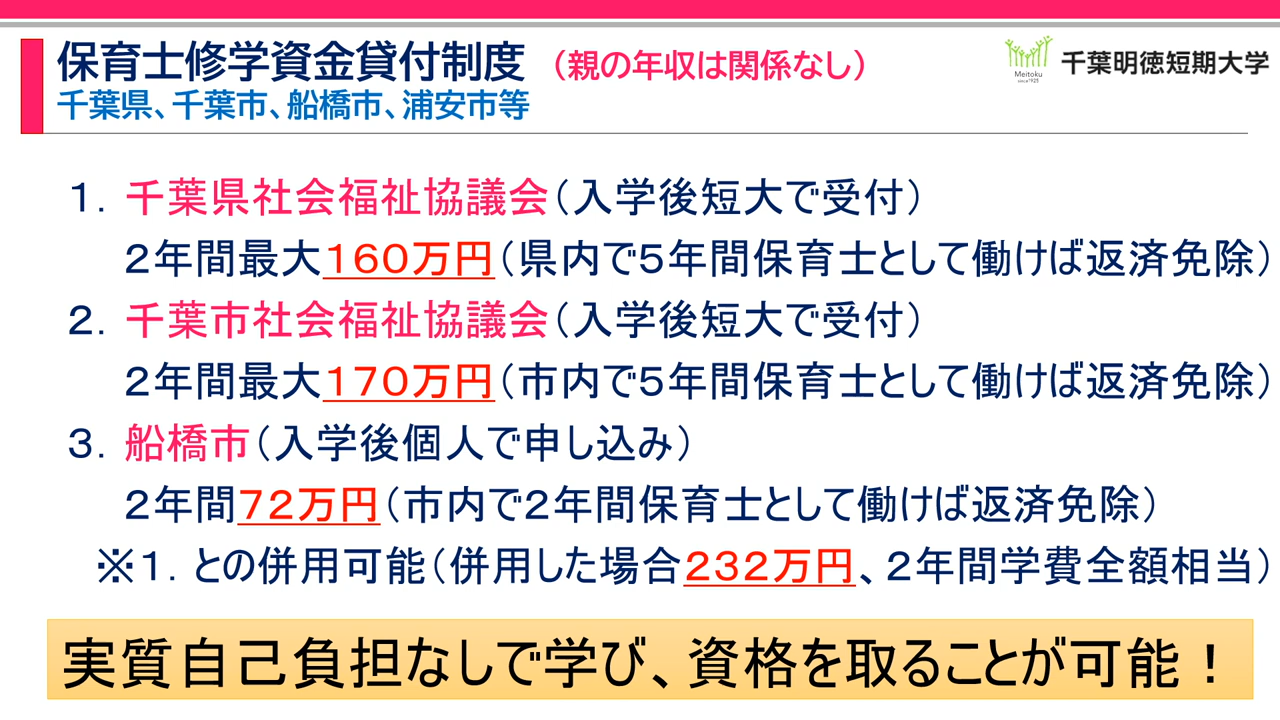 保育士修学資金貸付制度（親の年収は関係なし）
千葉県、千葉市、船橋市、浦安市等
Meitoku
since 1925
千葉明徳短期大学
１．千葉県社会福祉協議会（入学後短大で受付）
２年間最大１６０万円（県内で５年間保育士として働けば返済免除）
２．千葉市社会福祉協議会（入学後短大で受付）
２年間最大１７０万円（市内で５年間保育士として働けば返済免除）
３．船橋市（入学後個人で申し込み）
２年間７２万円（市内で２年間保育士として働けば返済免除）
※１．との併用可能（併用した場合２３２万円、２年間学費全額相当）
実質自己負担なしで学び、資格を取ることが可能！